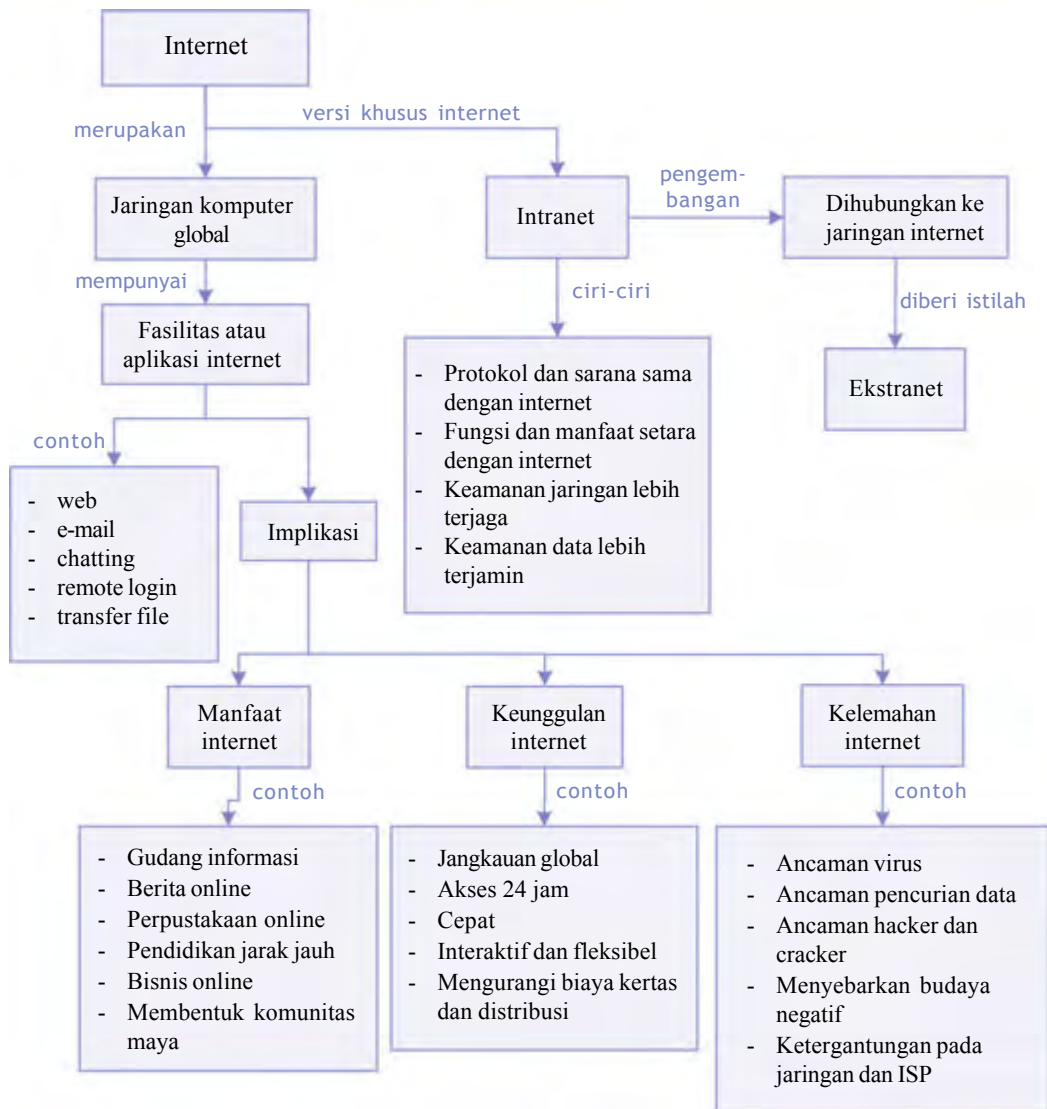 Internet
versi khusus internet
merupakan
Jaringan komputer
global
Intranet
pengem-
bangan
Dihubungkan ke
jaringan internet
mempunyai
ciri-ciri
diberi istilah
Fasilitas atau
aplikasi internet
- Protokol dan sarana sama
dengan internet
- Fungsi dan manfaat setara
dengan internet
- Keamanan jaringan lebih
terjaga
- Keamanan data lebih
terjamin
Ekstranet
contoh
- web
- e-mail
- chatting
- remote login
- transfer file
Implikasi
Manfaat
internet
Keunggulan
internet
Kelemahan
internet
contoh
contoh
contoh
- Gudang informasi
- Berita online
- Perpustakaan online
- Pendidikan jarak jauh
- Bisnis online
- Membentuk komunitas
maya
- Jangkauan global
- Akses 24 jam
- Cepat
- Interaktif dan fleksibel
- Mengurangi biaya kertas
dan distribusi
- Ancaman virus
- Ancaman pencurian data
- Ancaman hacker dan
cracker
- Menyebarkan budaya
negatif
- Ketergantungan pada
jaringan dan ISP